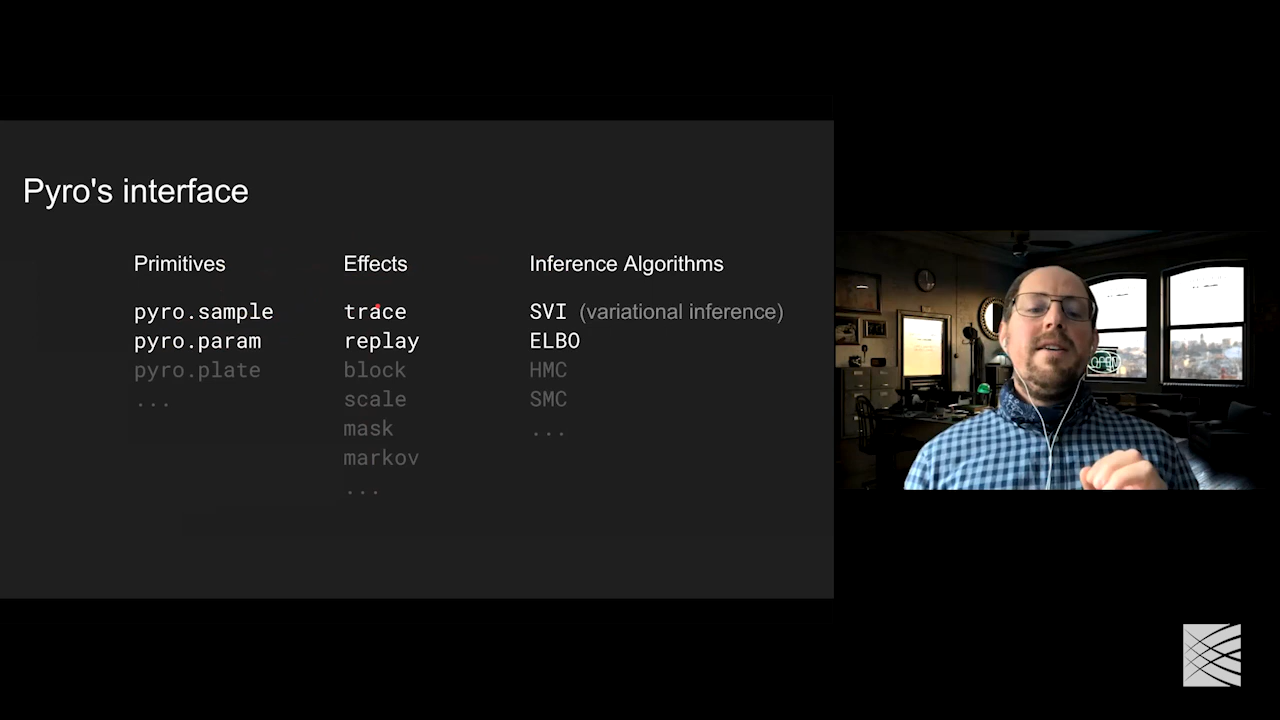 Pyro's interface
Primitives
pyro.sample
pyro.param
pyro.plate
...
Effects
trace
replay
block
scale
mask
markov
...
Inference Algorithms
SVI (variational inference)
ELBO
HMC
SMC
...
OPEN